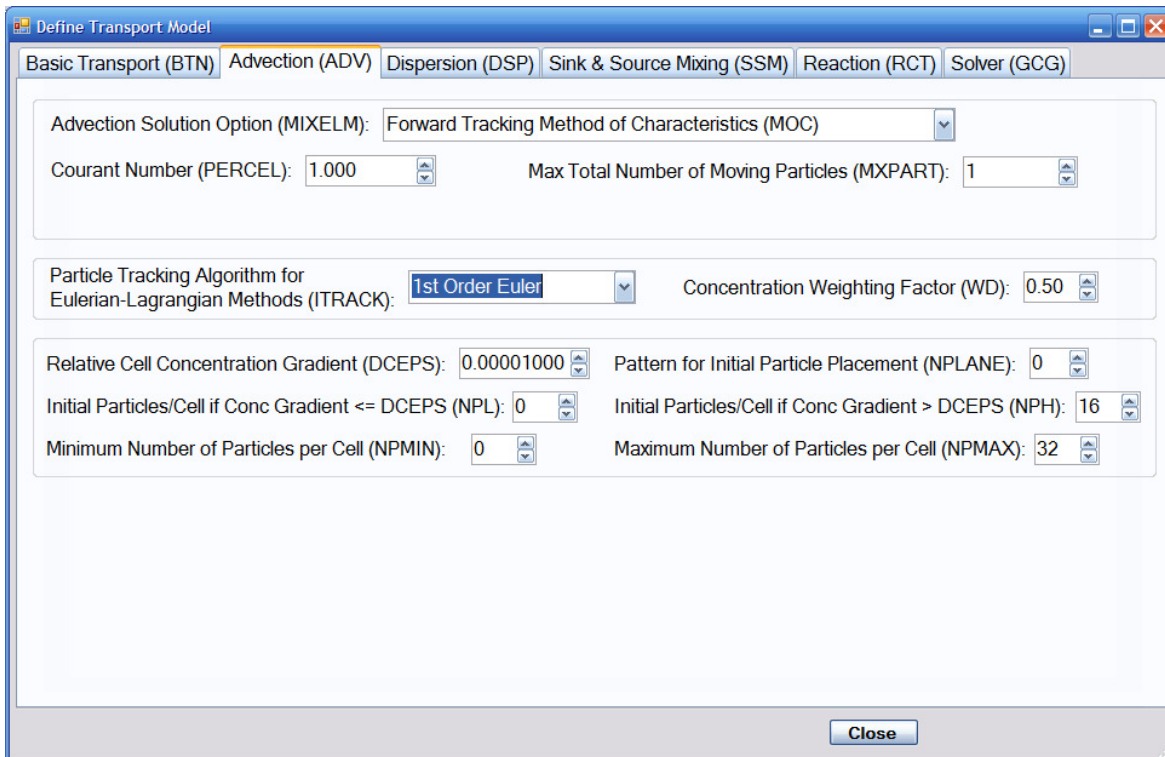 Define Transport Model
Basic Transport (BTN) Advection (ADV) Dispersion (DSP) Sink & Source Mixing (SSM) Reaction (RCT) Solver (GCG)
Advection Solution Option (MIXELM): Forward Tracking Method of Characteristics (MOC)
Courant Number (PERCEL): 1.000 Max Total Number of Moving Particles (MXPART): 1
Particle Tracking Algorithm for
Eulerian-Lagrangian Methods (ITRACK): 1st Order Euler Concentration Weighting Factor (WD): 0.50
Relative Cell Concentration Gradient (DCEPS): 0.00001000 Pattern for Initial Particle Placement (NPLANE): 0
Initial Particles/Cell if Conc Gradient <= DCEPS (NPL): 0 Initial Particles/Cell if Conc Gradient > DCEPS (NPH): 16
Minimum Number of Particles per Cell (NPMIN): 0 Maximum Number of Particles per Cell (NPMAX): 32
Close